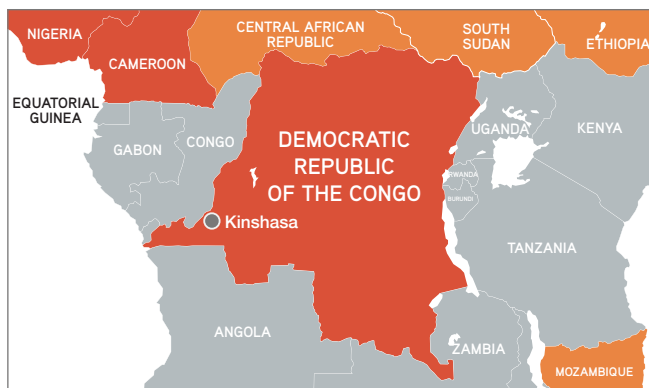 NIGERIA
CENTRAL AFRICAN
REPUBLIC
SOUTH
SUDAN
ETHIOPIA
CAMEROON
EQUATORIAL
GUINEA
GABON
CONGO
DEMOCRATIC
REPUBLIC
OF THE CONGO
UGANDA
KENYA
RWANDA
BURUNDI
Kinshasa
TANZANIA
ANGOLA
ZAMBIA
MOZAMBIQUE